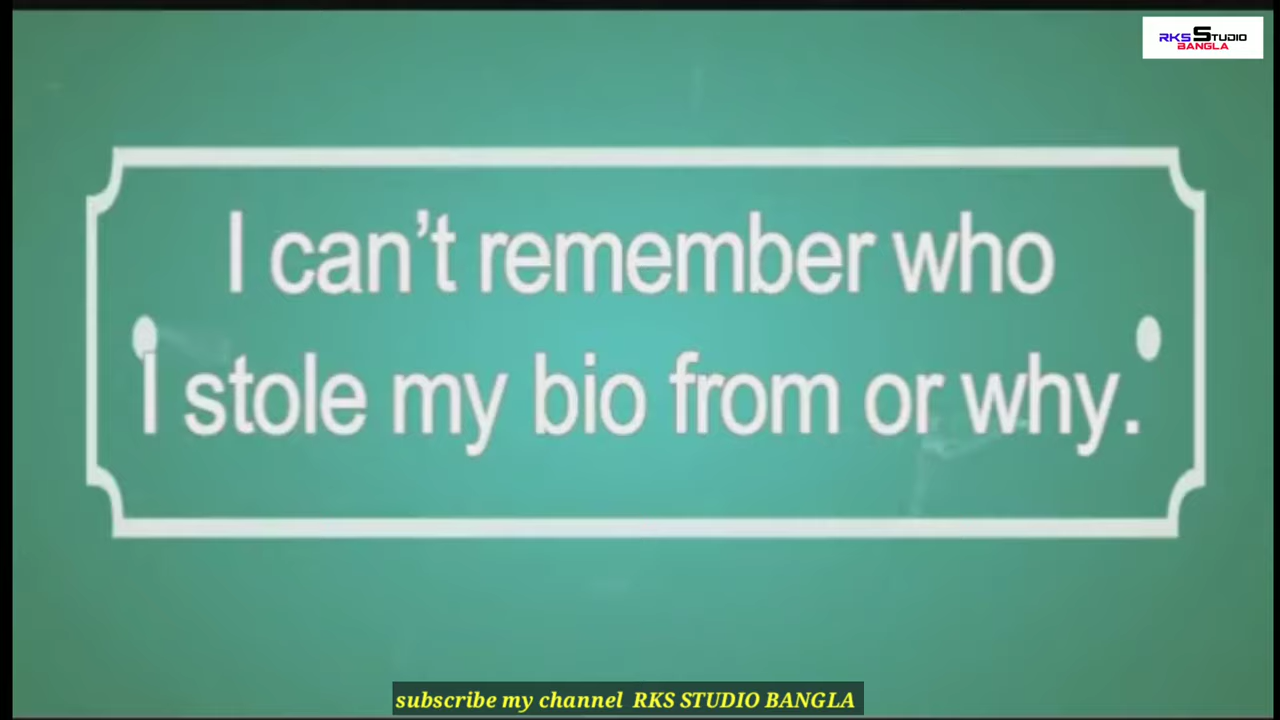 RKS STUDIO
BANGLA
I can’t remember who
I stole my bio from or why.
subscribe my channel RKS STUDIO BANGLA